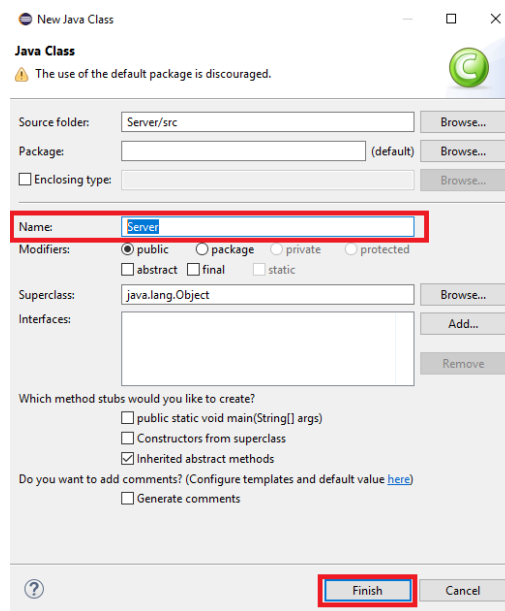 New Java Class
Java Class
The use of the default package is discouraged.
Source folder: Server/src Browse...
Package: (default) Browse...
Enclosing type: Browse...
Name: Server
Modifiers: public package private protected
abstract final static
Superclass: java.lang.Object Browse...
Interfaces: Add...
Remove
Which method stubs would you like to create?
public static void main(String[] args)
Constructors from superclass
Inherited abstract methods
Do you want to add comments? (Configure templates and default value here)
Generate comments
? Finish Cancel